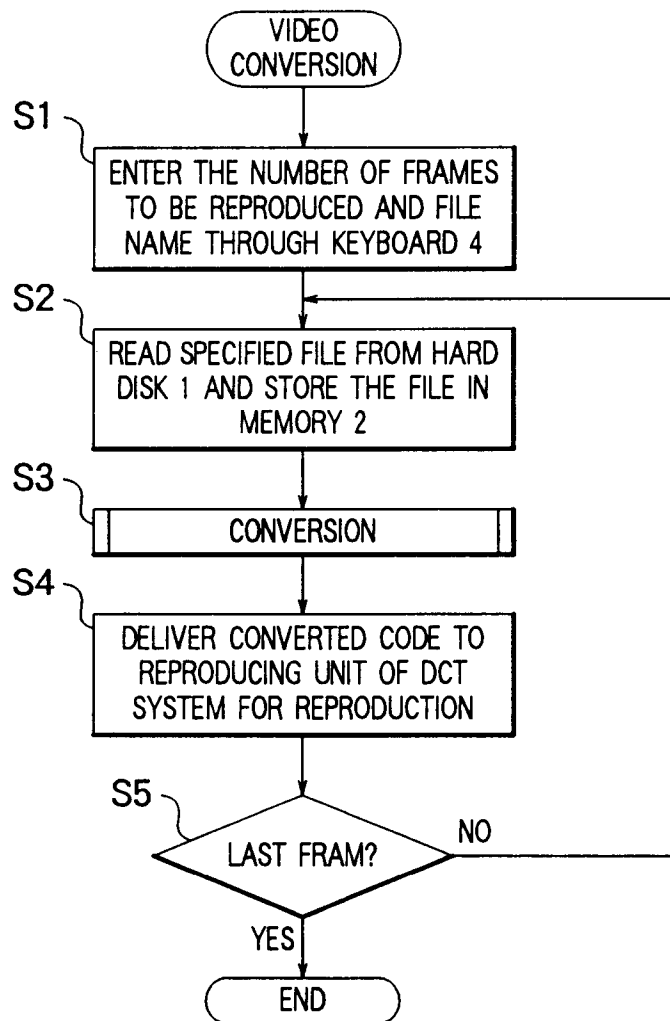 VIDEO
CONVERSION
S1
ENTER THE NUMBER OF FRAMES
TO BE REPRODUCED AND FILE
NAME THROUGH KEYBOARD 4
S2
READ SPECIFIED FILE FROM HARD
DISK 1 AND STORE THE FILE IN
MEMORY 2
S3
CONVERSION
S4
DELIVER CONVERTED CODE TO
REPRODUCING UNIT OF DCT
SYSTEM FOR REPRODUCTION
S5
LAST FRAM?
NO
YES
END